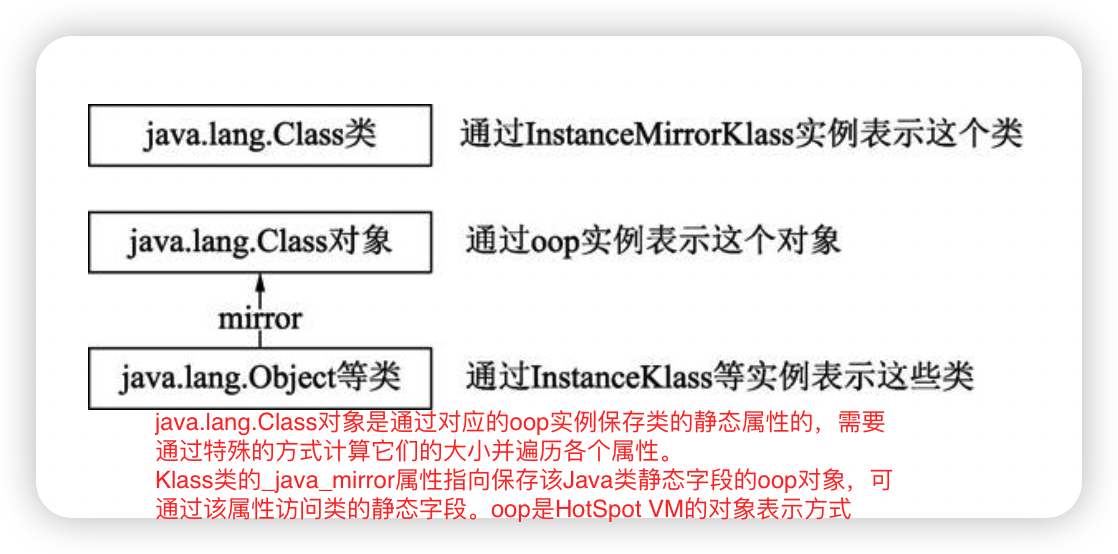 java.lang.Class类 通过InstanceMirrorKlass实例表示这个类
java.lang.Class对象 通过oop实例表示这个对象
mirror
java.lang.Object等类 通过InstanceKlass等实例表示这些类
java.lang.Class对象是通过对应的oop实例保存类的静态属性的，需要
通过特殊的方式计算它们的大小并遍历各个属性。
Klass类的_java_mirror属性指向保存该Java类静态字段的oop对象，可
通过该属性访问类的静态字段。oop是HotSpot VM的对象表示方式